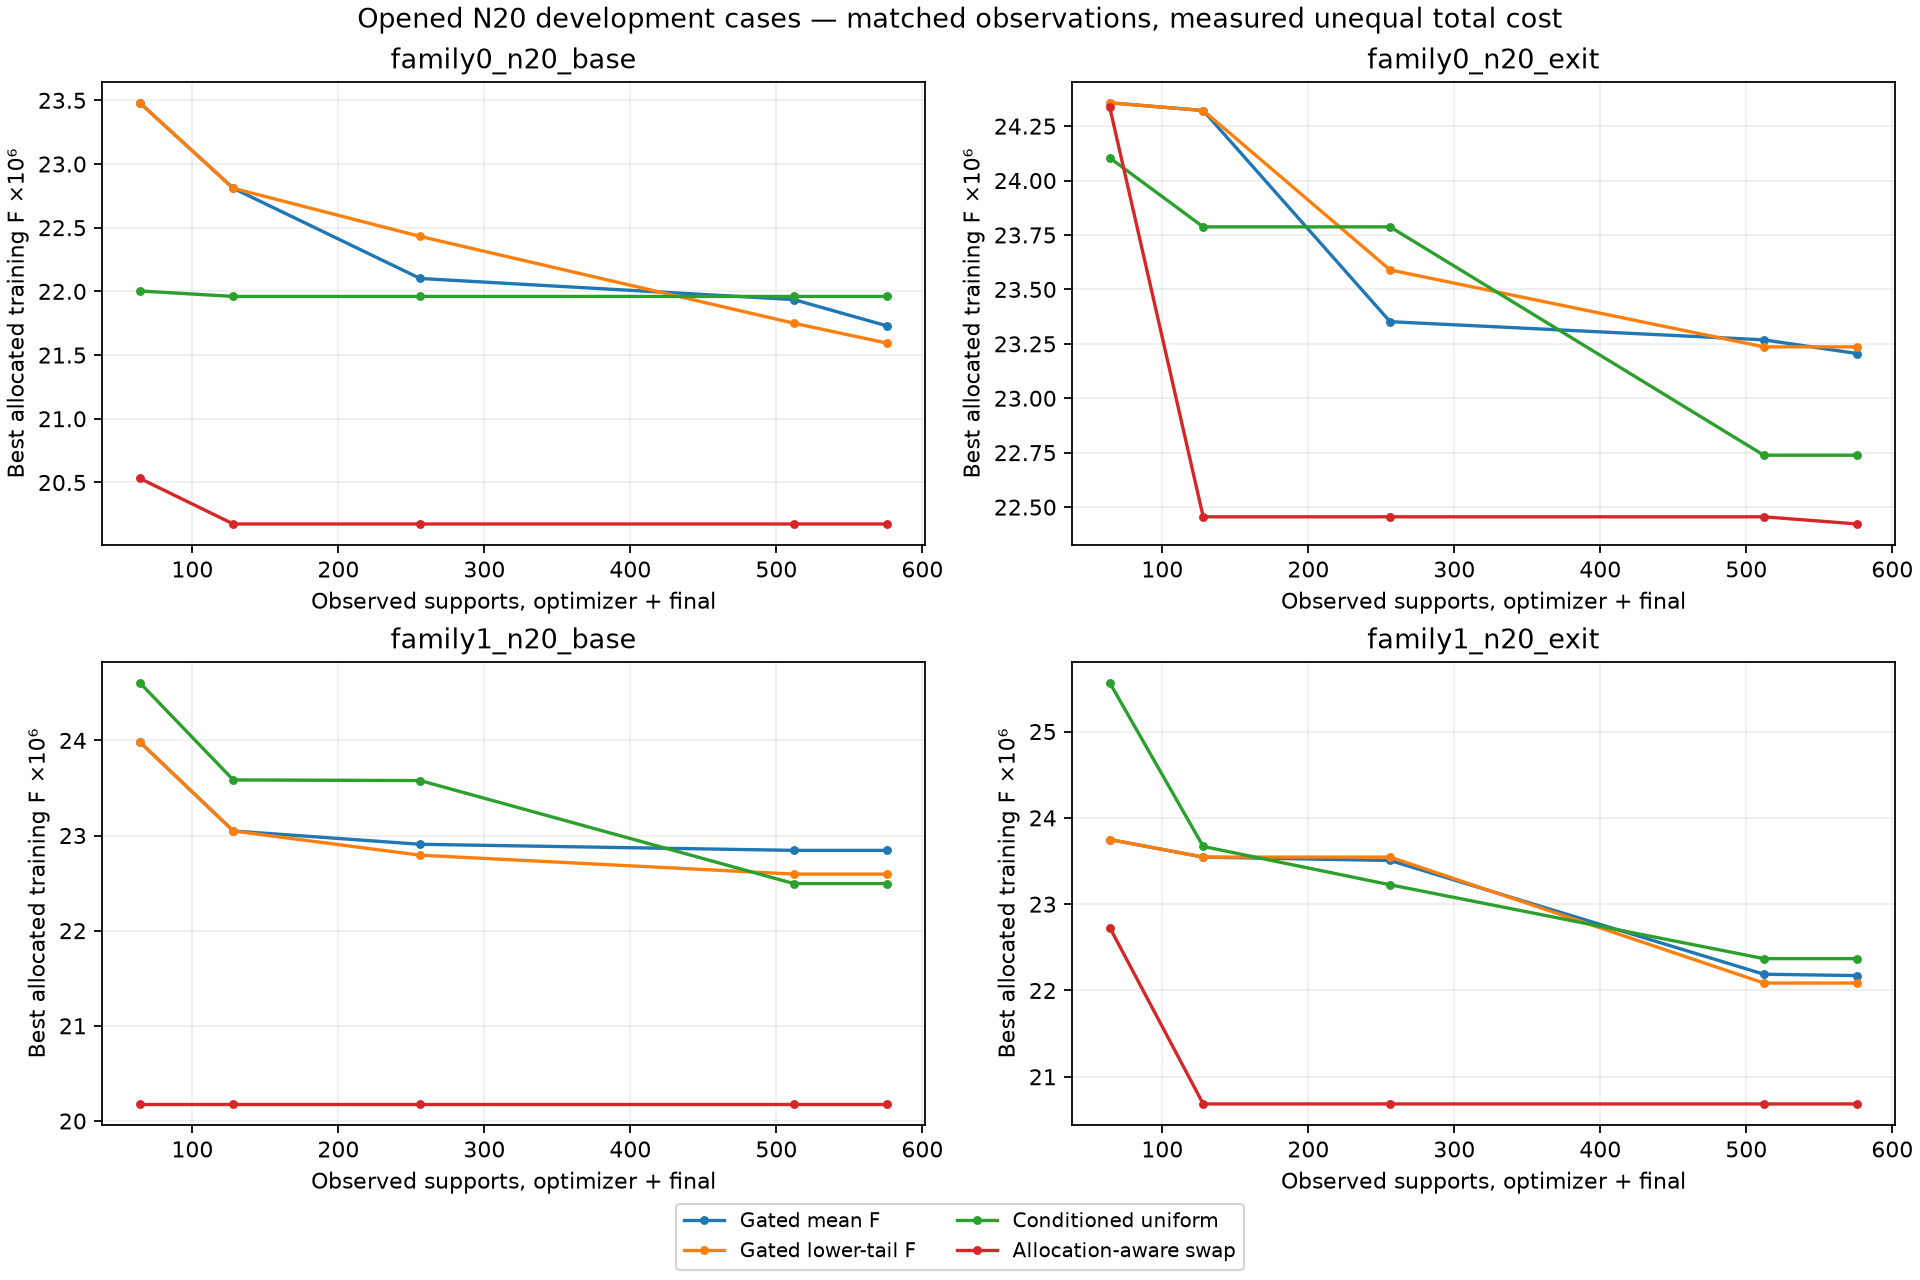 Opened N20 development cases — matched observations, measured unequal total cost
family0_n20_base
Best allocated training F ×10⁶
23.5
23.0
22.5
22.0
21.5
21.0
20.5
100 200 300 400 500 600
Observed supports, optimizer + final
family0_n20_exit
Best allocated training F ×10⁶
24.25
24.00
23.75
23.50
23.25
23.00
22.75
22.50
100 200 300 400 500 600
Observed supports, optimizer + final
family1_n20_base
Best allocated training F ×10⁶
24
23
22
21
20
100 200 300 400 500 600
Observed supports, optimizer + final
family1_n20_exit
Best allocated training F ×10⁶
25
24
23
22
21
100 200 300 400 500 600
Observed supports, optimizer + final
Gated mean F
Gated lower-tail F
Conditioned uniform
Allocation-aware swap